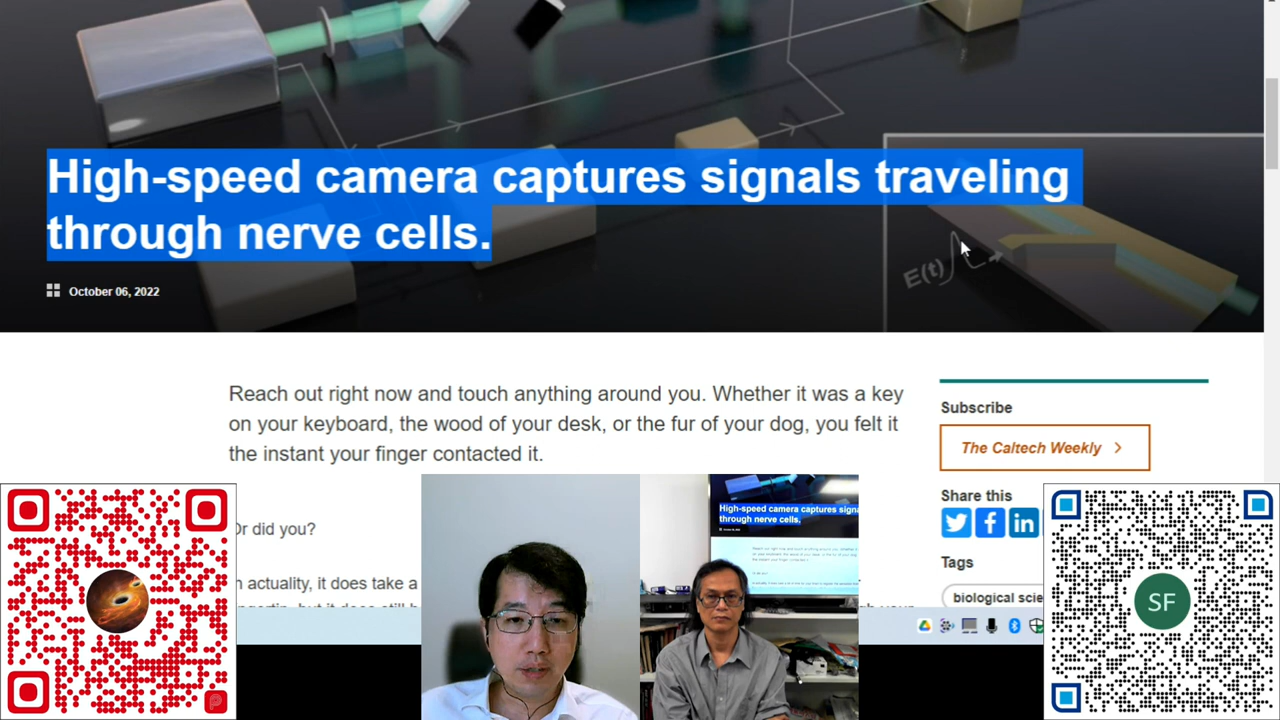 High-speed camera captures signals traveling
through nerve cells.
October 06, 2022
E(t)
Reach out right now and touch anything around you. Whether it was a key
on your keyboard, the wood of your desk, or the fur of your dog, you felt it
the instant your finger contacted it.
Or did you?
n actuality, it does take a
Subscribe
The Caltech Weekly
Share this
Tags
biological scie
High-speed camera captures signa
through nerve cells.
SF